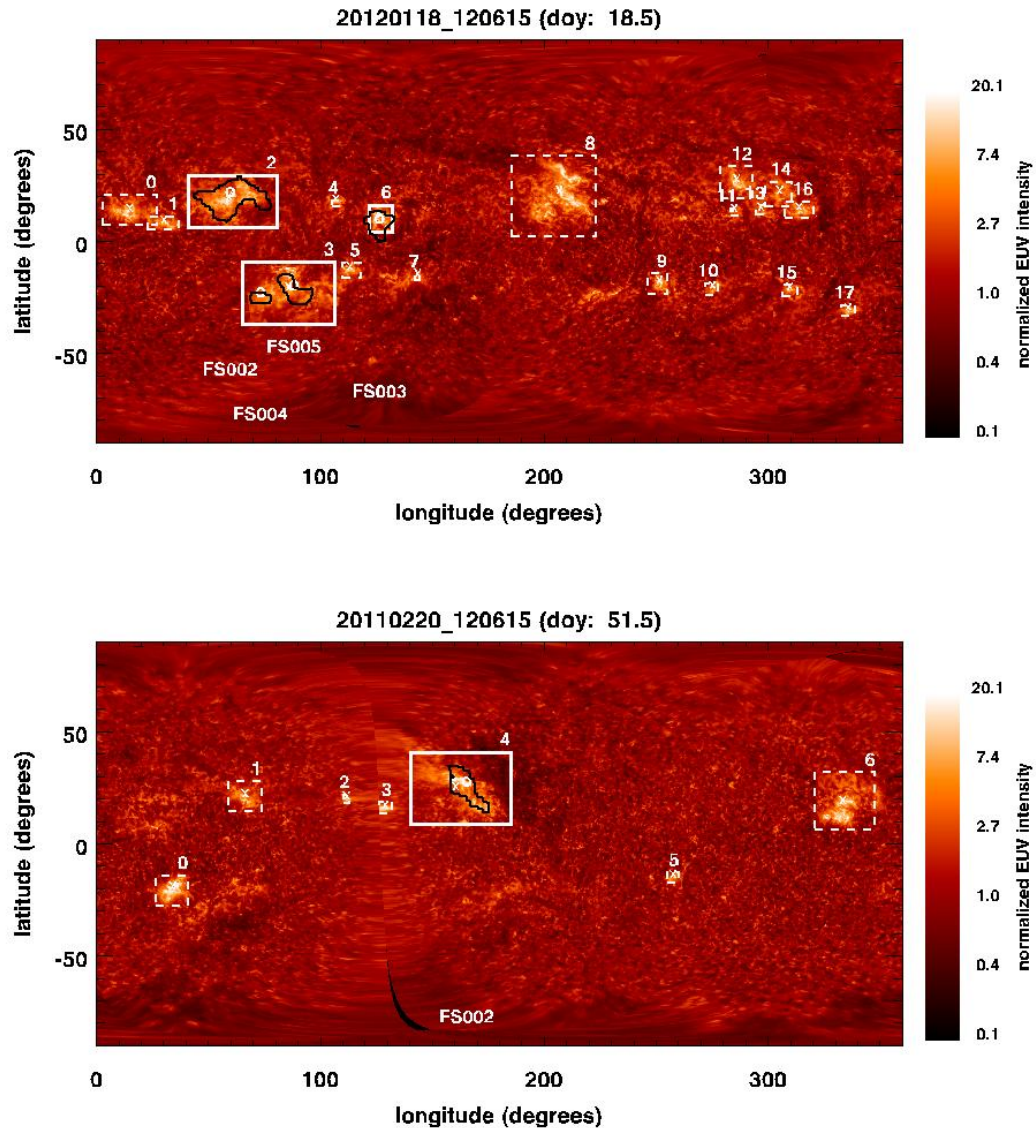 20120118_120615 (doy: 18.5)
latitude (degrees)
50
0
-50
0
1
2
3
4
5
6
7
8
9
10
11
12
13
14
15
16
17
FS002
FS005
FS004
FS003
0 100 200 300
longitude (degrees)
20.1
7.4
2.7
1.0
0.4
0.1
normalized EUV intensity
20110220_120615 (doy: 51.5)
latitude (degrees)
50
0
-50
0
1
2
3
4
5
6
FS002
0 100 200 300
longitude (degrees)
20.1
7.4
2.7
1.0
0.4
0.1
normalized EUV intensity